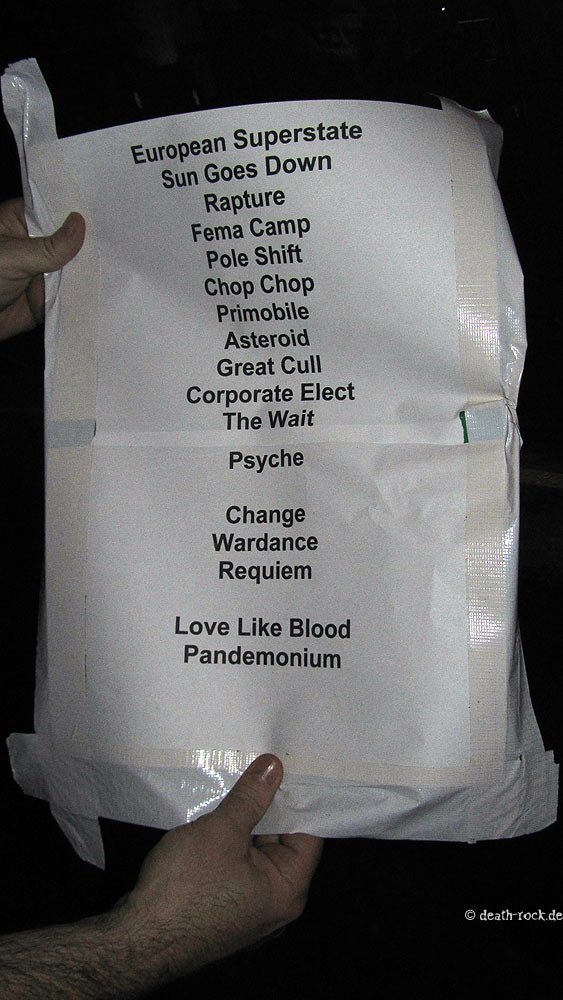 European Superstate
Sun Goes Down
Rapture
Fema Camp
Pole Shift
Chop Chop
Primobile
Asteroid
Great Cull
Corporate Elect
The Wait
Psyche
Change
Wardance
Requiem
Love Like Blood
Pandemonium
© death-rock.de